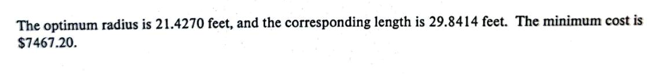 The optimum radius is 21.4270 feet, and the corresponding length is 29.8414 feet. The minimum cost is
$7467.20.